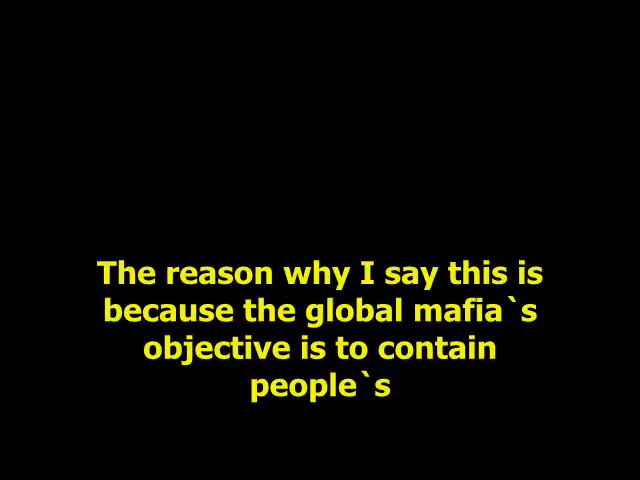 The reason why I say this is
because the global mafia`s
objective is to contain
people`s